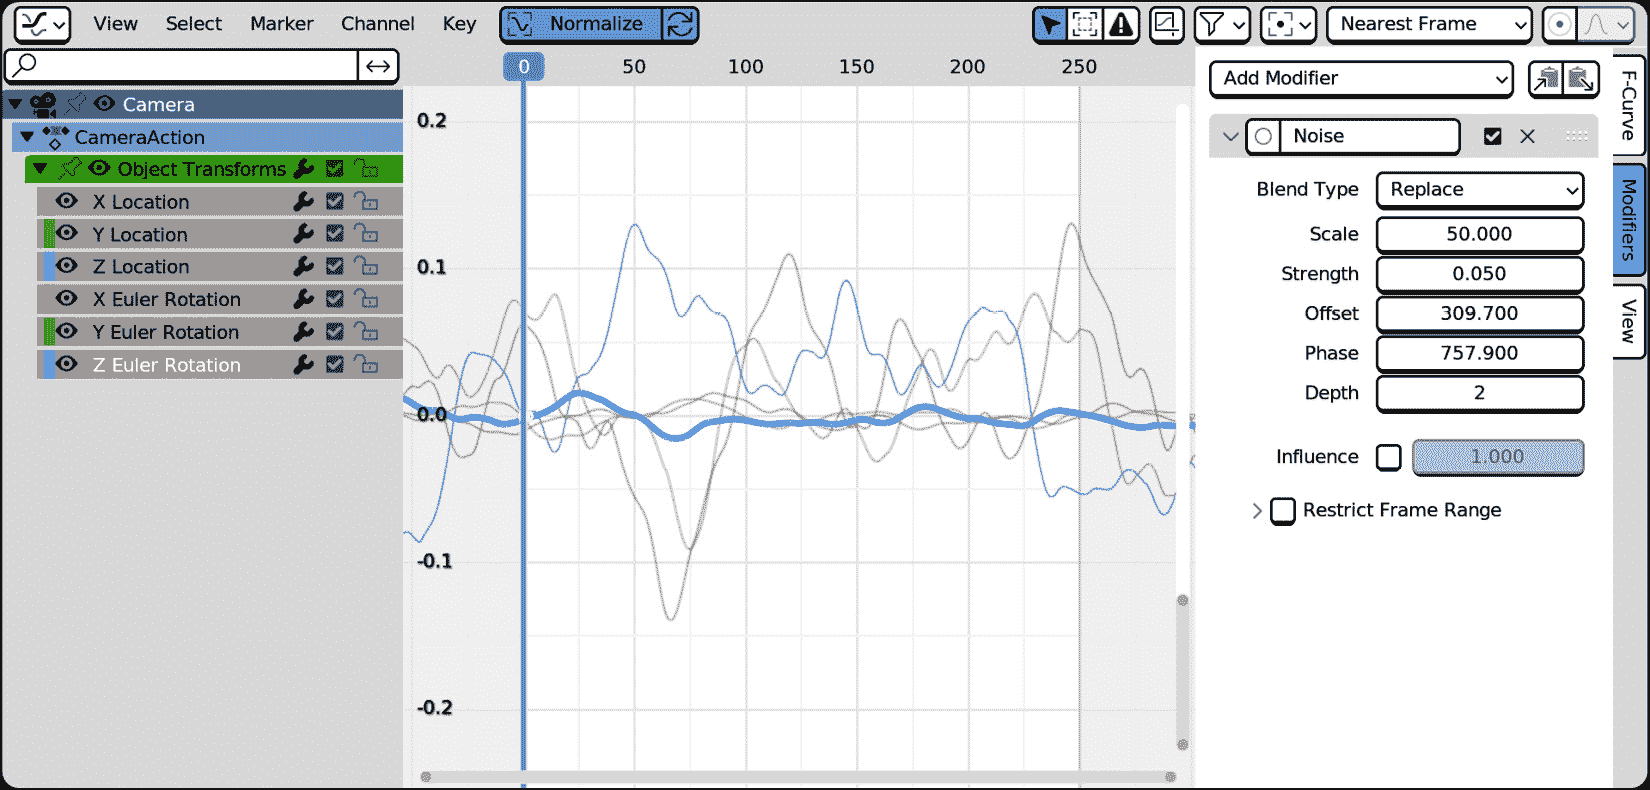 View Select Marker Channel Key Normalize Nearest Frame
0 50 100 150 200 250
Add Modifier
Camera
CameraAction
Object Transforms
X Location
Y Location
Z Location
X Euler Rotation
Y Euler Rotation
Z Euler Rotation
0.2
0.1
0.0
-0.1
-0.2
Noise
Blend Type Replace
Scale 50.000
Strength 0.050
Offset 309.700
Phase 757.900
Depth 2
Influence 1.000
Restrict Frame Range
F-Curve
Modifiers
View